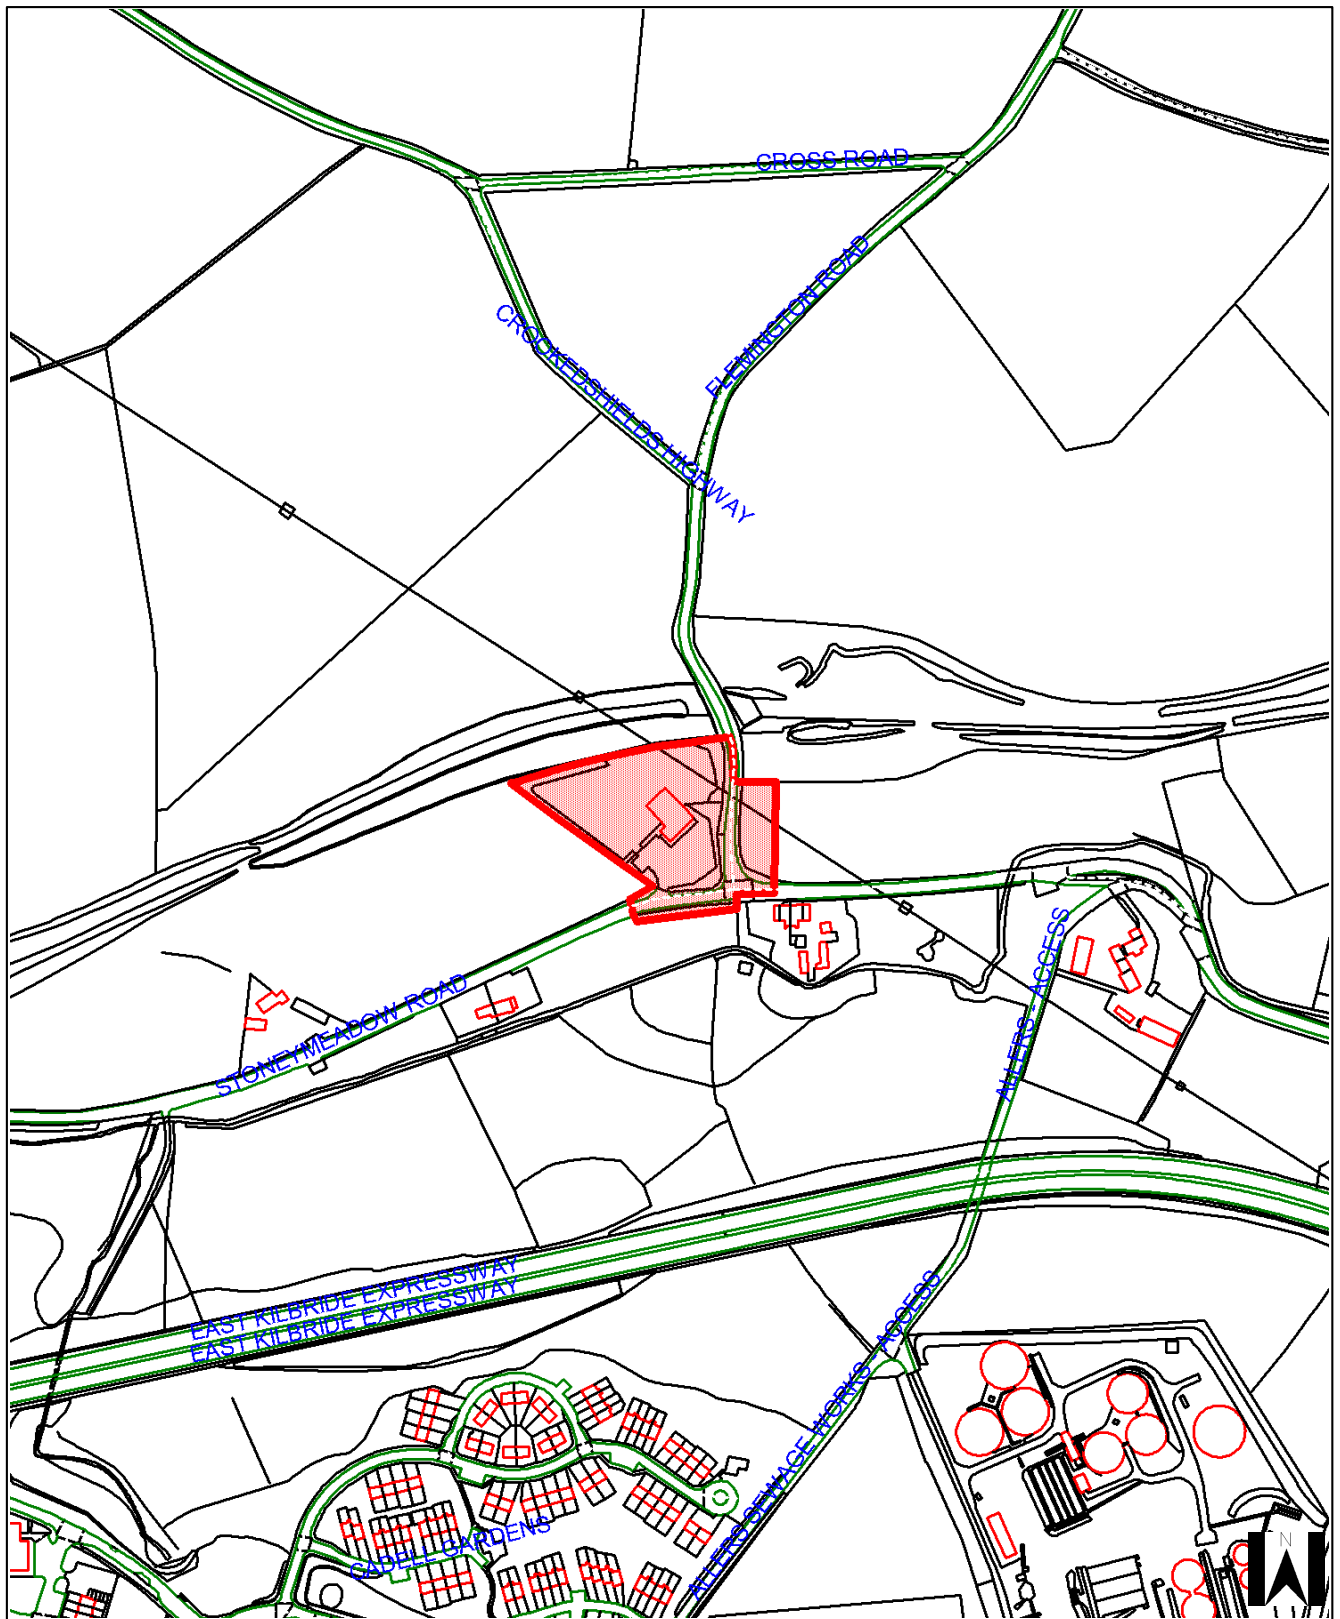 CROSS ROAD
FLEMINGTON ROAD
CROOKEDSHIELDS HIGHWAY
STONEYMEADOW ROAD
ALLERS - ACCESS
EAST KILBRIDE EXPRESSWAY
EAST KILBRIDE EXPRESSWAY
ALLERS SEWAGE WORKS - ACCESS
CADELL GARDENS
N